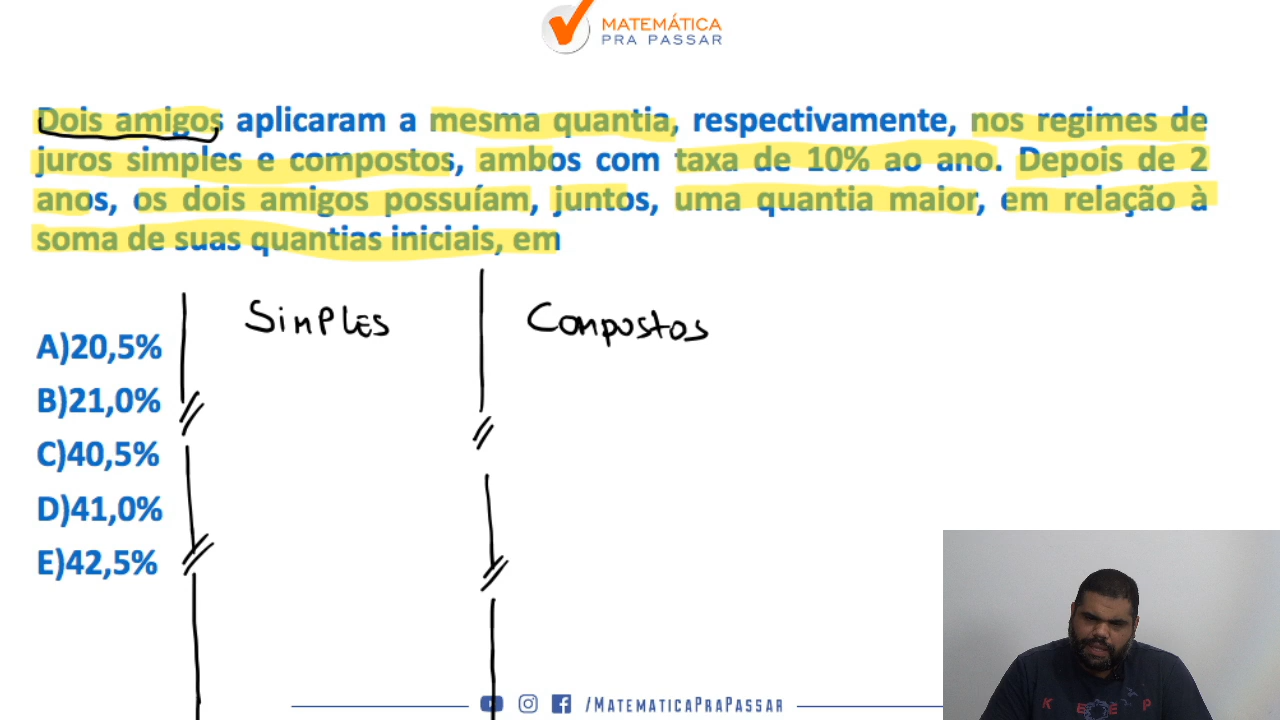 MATEMÁTICA
PRA PASSAR
Dois amigos aplicaram a mesma quantia, respectivamente, nos regimes de
juros simples e compostos, ambos com taxa de 10% ao ano. Depois de 2
anos, os dois amigos possuíam, juntos, uma quantia maior, em relação à
soma de suas quantias iniciais, em
SimPLES
Compostos
A)20,5%
B)21,0%
C)40,5%
D)41,0%
E)42,5%
K E E P
/MATEMATICAPRAPASSAR